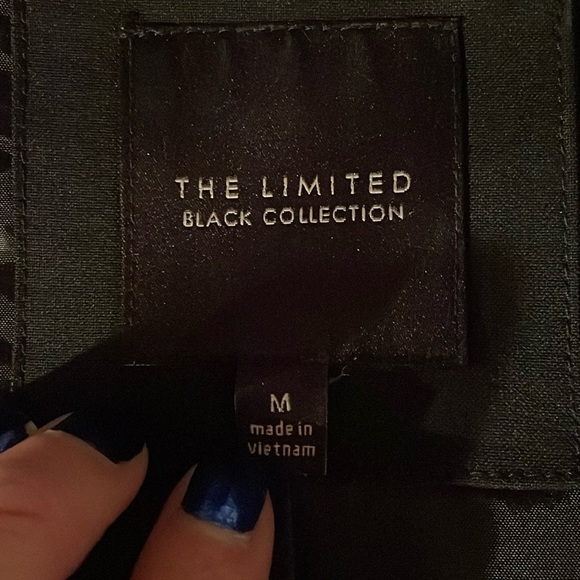 THE LIMITED
BLACK COLLECTION
M
made in
Vietnam